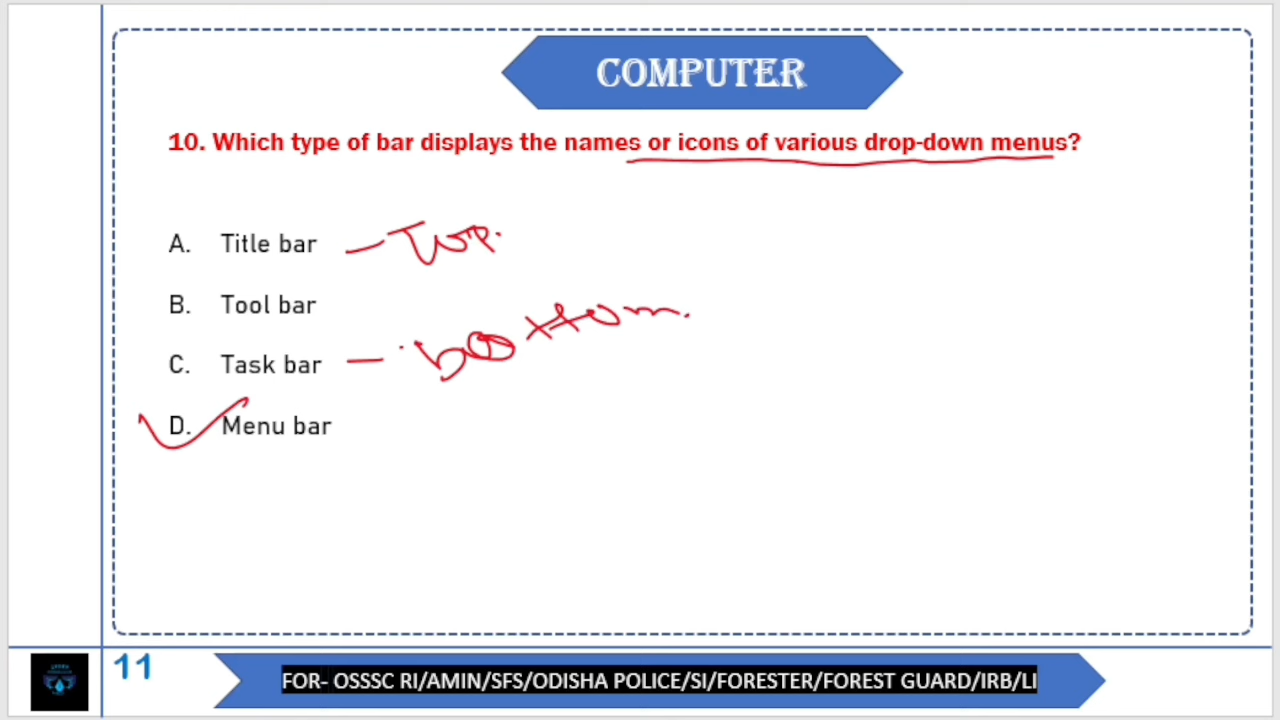 COMPUTER
10. Which type of bar displays the names or icons of various drop-down menus?
A. Title bar – Top.
B. Tool bar
C. Task bar – bottom.
D. Menu bar
11
FOR- OSSSC RI/AMIN/SFS/ODISHA POLICE/SI/FORESTER/FOREST GUARD/IRB/LI